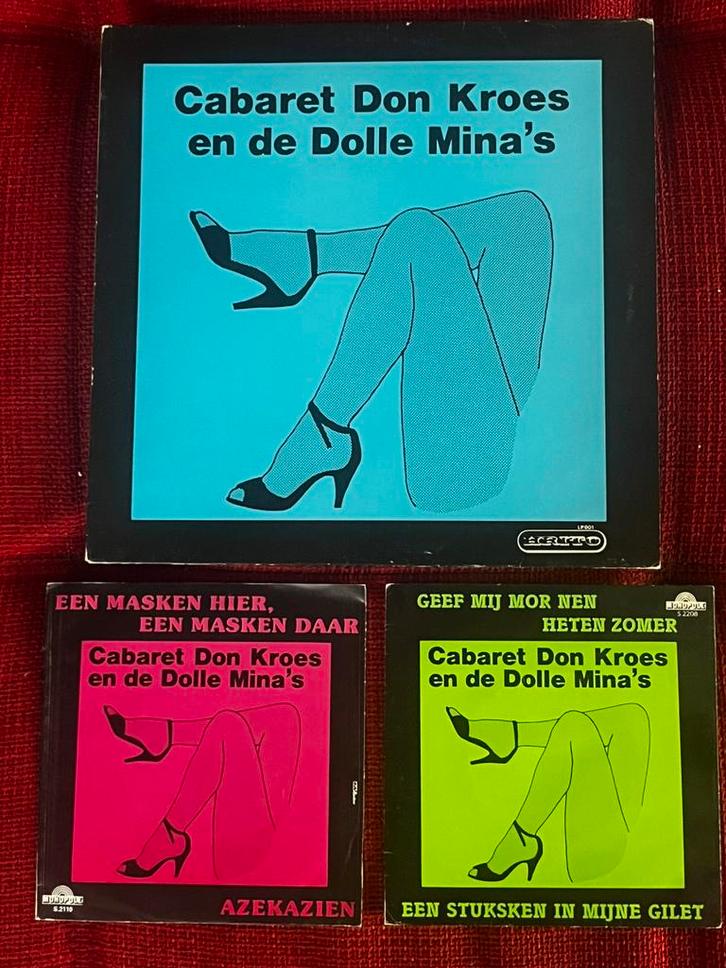 Cabaret Don Kroes
en de Dolle Mina's
LP001
EEN MASKEN HIER,
EEN MASKEN DAAR
Cabaret Don Kroes
en de Dolle Mina's
MONOPOLE
S.2110
AZEKAZIEN
GEEF MIJ MOR NEN
HETEN ZOMER
MONOPOLE
S 2208
Cabaret Don Kroes
en de Dolle Mina's
EEN STUKSKEN IN MIJNE GILET